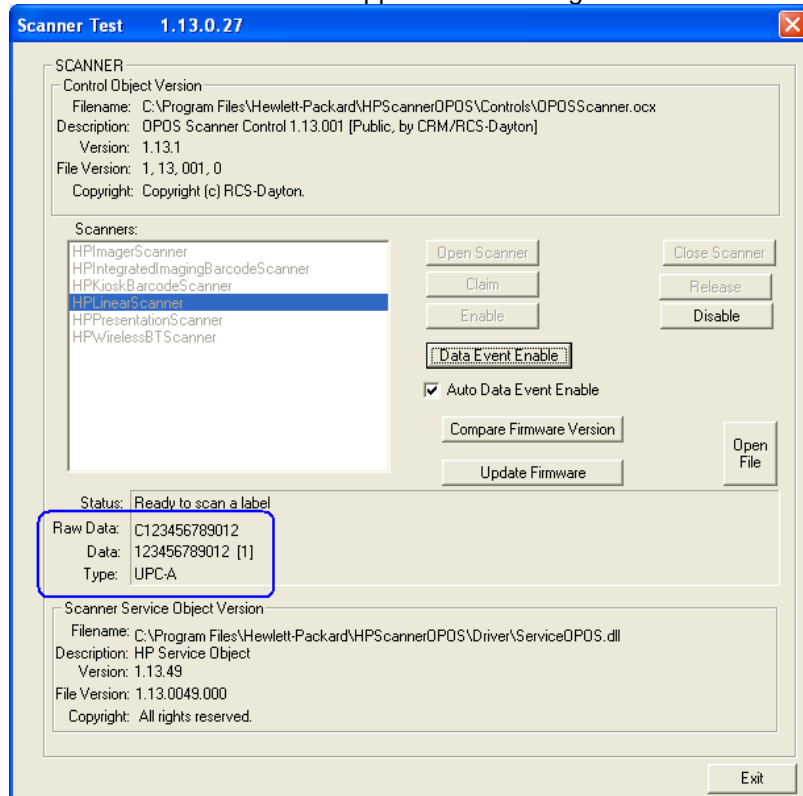 Scanner Test 1.13.0.27
SCANNER
Control Object Version
Filename: C:\Program Files\Hewlett-Packard\HPScannerOPOS\Controls\OPOSScanner.ocx
Description: OPOS Scanner Control 1.13.001 [Public, by CRM/RCS-Dayton]
Version: 1.13.1
File Version: 1, 13, 001, 0
Copyright: Copyright (c) RCS-Dayton.
Scanners:
HPImagerScanner
HPIntegratedImagingBarcodeScanner
HPKioskBarcodeScanner
HPLinearScanner
HPPresentationScanner
HPWirelessBTScanner
Open Scanner
Close Scanner
Claim
Release
Enable
Disable
Data Event Enable
Auto Data Event Enable
Compare Firmware Version
Update Firmware
Open
File
Status: Ready to scan a label
Raw Data: C123456789012
Data: 123456789012 [1]
Type: UPC-A
Scanner Service Object Version
Filename: C:\Program Files\Hewlett-Packard\HPScannerOPOS\Driver\ServiceOPOS.dll
Description: HP Service Object
Version: 1.13.49
File Version: 1.13.0049.000
Copyright: All rights reserved.
Exit